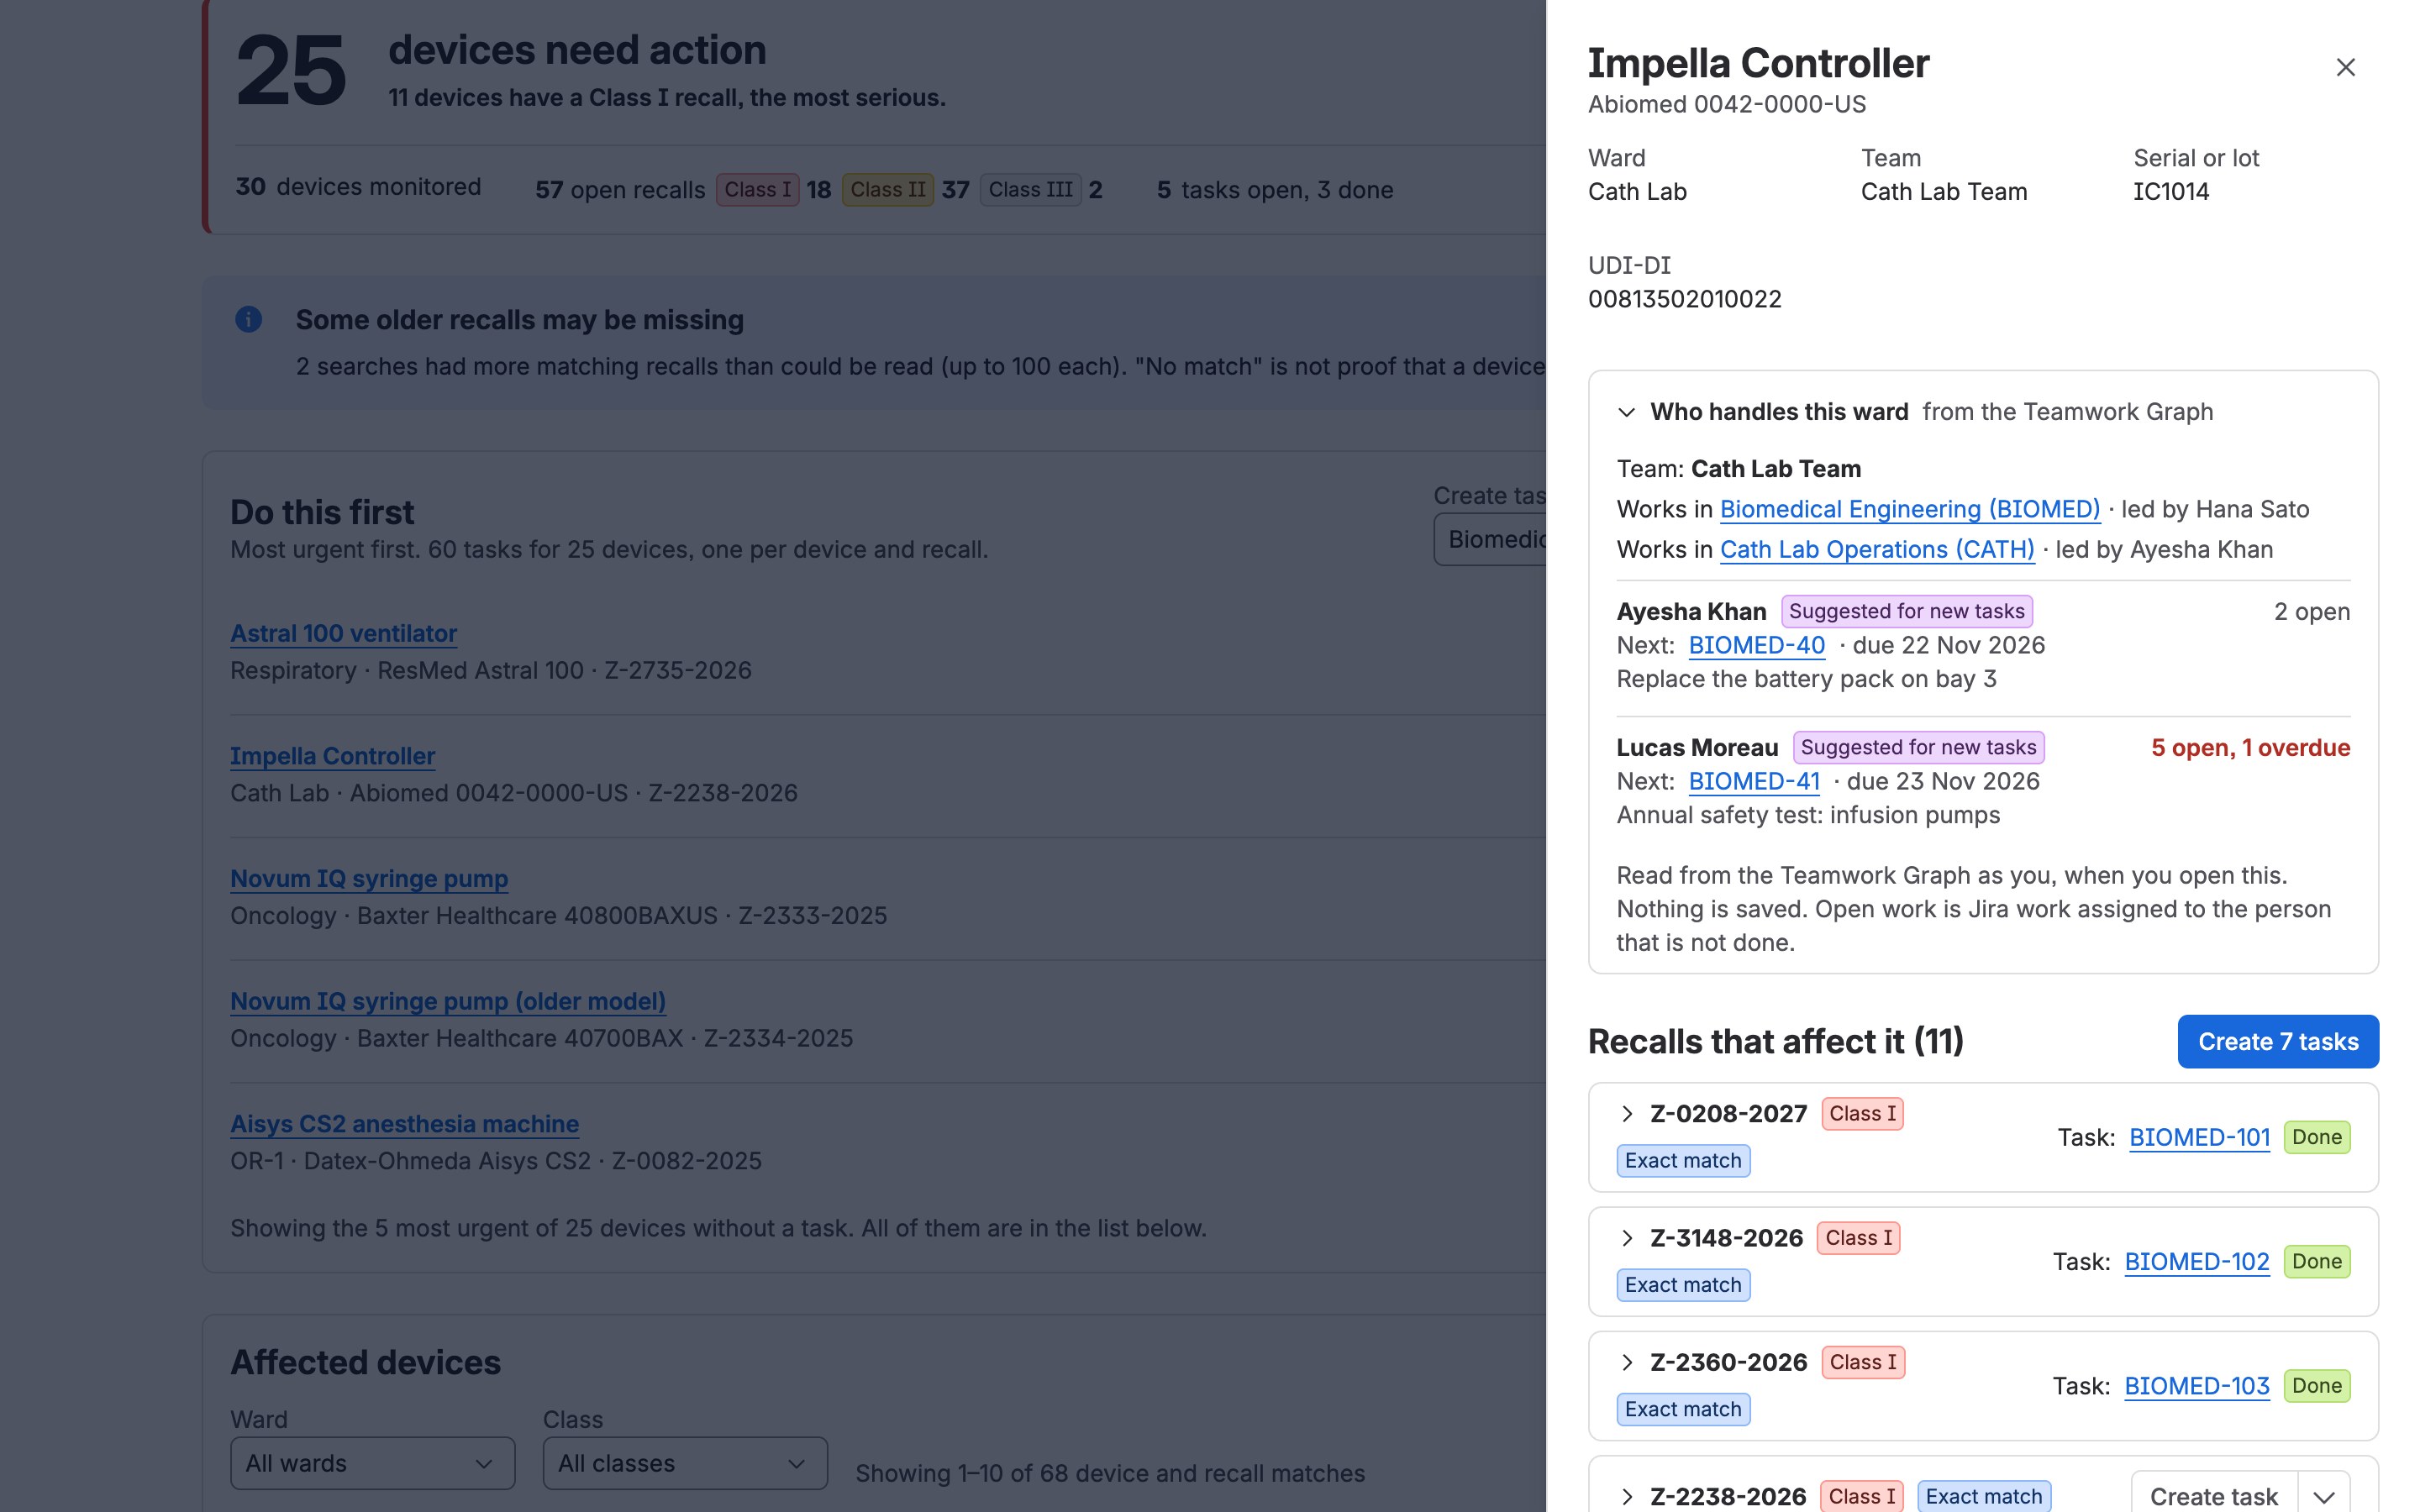 25
devices need action
11 devices have a Class I recall, the most serious.
30 devices monitored
57 open recalls Class I 18 Class II 37 Class III 2
5 tasks open, 3 done
Some older recalls may be missing
2 searches had more matching recalls than could be read (up to 100 each). "No match" is not proof that a device
Do this first
Most urgent first. 60 tasks for 25 devices, one per device and recall.
Create tas
Biomedic
Astral 100 ventilator
Respiratory · ResMed Astral 100 · Z-2735-2026
Impella Controller
Cath Lab · Abiomed 0042-0000-US · Z-2238-2026
Novum IQ syringe pump
Oncology · Baxter Healthcare 40800BAXUS · Z-2333-2025
Novum IQ syringe pump (older model)
Oncology · Baxter Healthcare 40700BAX · Z-2334-2025
Aisys CS2 anesthesia machine
OR-1 · Datex-Ohmeda Aisys CS2 · Z-0082-2025
Showing the 5 most urgent of 25 devices without a task. All of them are in the list below.
Affected devices
Ward
All wards
Class
All classes
Showing 1–10 of 68 device and recall matches
Impella Controller
Abiomed 0042-0000-US
Ward
Cath Lab
Team
Cath Lab Team
Serial or lot
IC1014
UDI-DI
00813502010022
Who handles this ward from the Teamwork Graph
Team: Cath Lab Team
Works in Biomedical Engineering (BIOMED) · led by Hana Sato
Works in Cath Lab Operations (CATH) · led by Ayesha Khan
Ayesha Khan Suggested for new tasks 2 open
Next: BIOMED-40 · due 22 Nov 2026
Replace the battery pack on bay 3
Lucas Moreau Suggested for new tasks 5 open, 1 overdue
Next: BIOMED-41 · due 23 Nov 2026
Annual safety test: infusion pumps
Read from the Teamwork Graph as you, when you open this.
Nothing is saved. Open work is Jira work assigned to the person
that is not done.
Recalls that affect it (11)
Create 7 tasks
Z-0208-2027 Class I
Exact match
Task: BIOMED-101 Done
Z-3148-2026 Class I
Exact match
Task: BIOMED-102 Done
Z-2360-2026 Class I
Exact match
Task: BIOMED-103 Done
Z-2238-2026 Class I Exact match
Create task